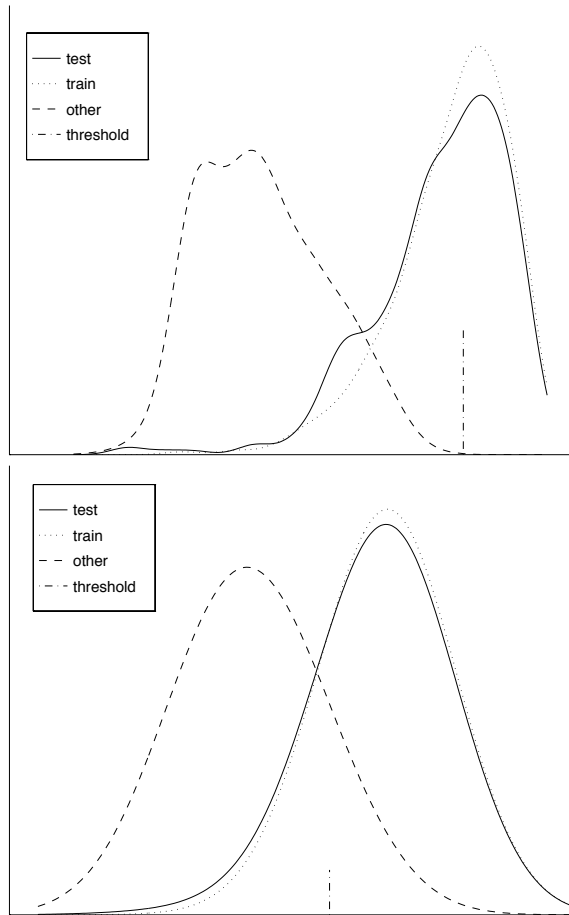 test
train
other
threshold
test
train
other
threshold